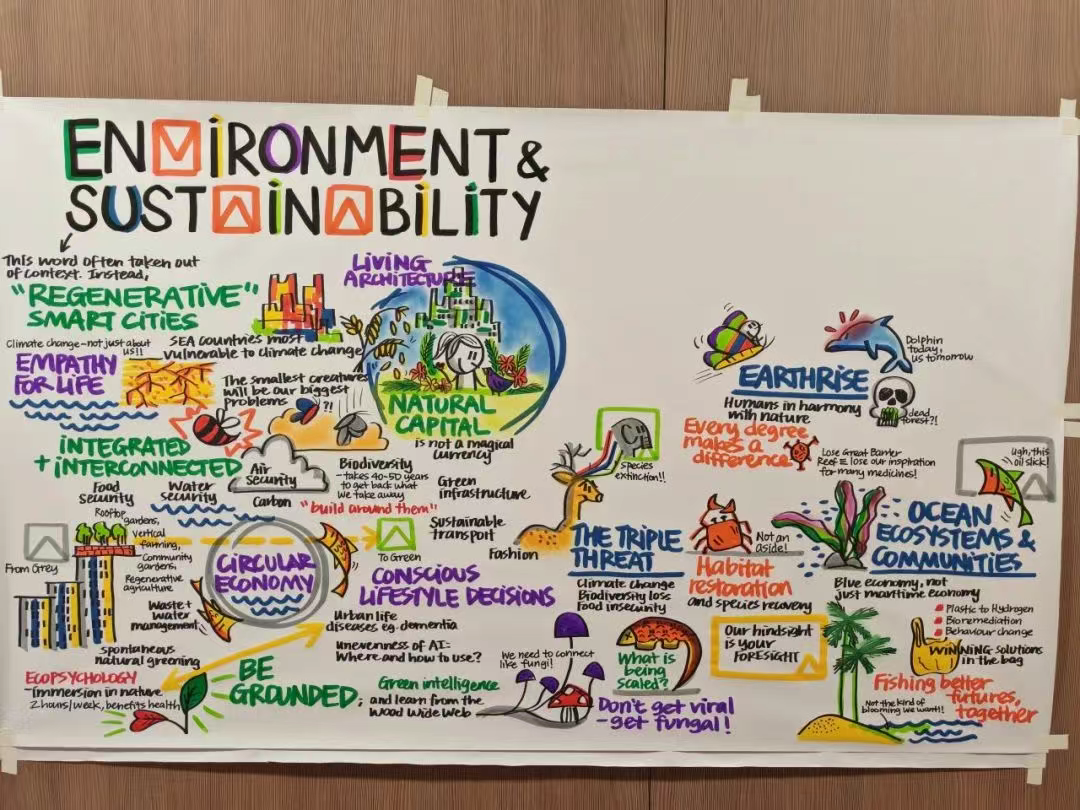 ENVIRONMENT &
SUSTAINABILITY
This word often taken out
of context. Instead,
"REGENERATIVE"
SMART CITIES
LIVING
ARCHITECTURE
Climate change-not just about
us!!
SEA countries most
vulnerable to climate change
EMPATHY
FOR LIFE
The smallest creatures
will be our biggest
problems
?!
NATURAL
CAPITAL
is not a magical
currency
INTEGRATED
+ INTERCONNECTED
Air
Security
Biodiversity
-takes 40-50 years
to get back what
we take away
Green
infrastructure
Food
security
Water
security
Carbon
"build around them"
Rooftop
gardens,
vertical
farming,
community
gardens,
Regenerative
agriculture
From Grey
To Green
Sustainable
transport
CIRCULAR
ECONOMY
CONSCIOUS
LIFESTYLE DECISIONS
Waste+
water
management
Urban life
diseases eg. dementia
Unevenness of AI:
Where and how to use?
spontaneous
natural greening
ECOPSYCHOLOGY
-Immersion in nature
2 hours/week, benefits health
BE
GROUNDED;
Green intelligence
and learn from the
Wood Wide Web
We need to connect
like fungi!
Don't get viral
-get fungal!
What is
being
scaled?
Fashion
species
extinction!!
THE TRIPLE
THREAT
Climate change
Biodiversity loss
Food insecurity
EARTHRISE
Humans in harmony
with nature
Every degree
makes a
difference
Dolphin
today,
us tomorrow
dead
forest?!
Lose Great Barrier
Reef = lose our inspiration
for many medicines!
Not an
aside!
Habitat
restoration
and species recovery
Our hindsight
is your
FORESIGHT
Ugh, this
oil slick!
OCEAN
ECOSYSTEMS &
COMMUNITIES
Blue economy, not
just maritime economy
Plastic to Hydrogen
Bioremediation
Behaviour change
WINNING solutions
in the bag
Fishing better
futures,
together
Not the kind of
blooming we want!!